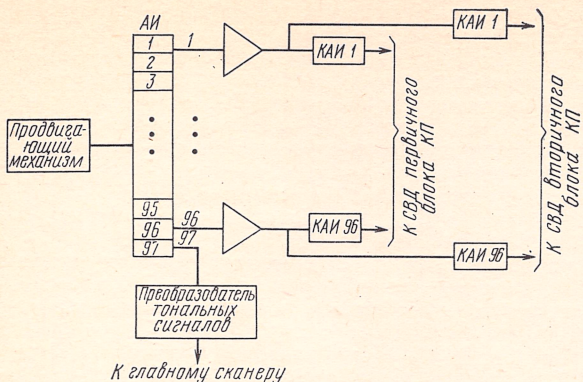 АИ
1
1
2
3
95
96
97
96
97
КАИ 1
КАИ 1
КАИ 96
КАИ 96
Продвига-
ющий
механизм
Преобразователь
тональных
сигналов
К главному сканеру
К СВД первичного
блока КП
К СВД вторичного
блока КП